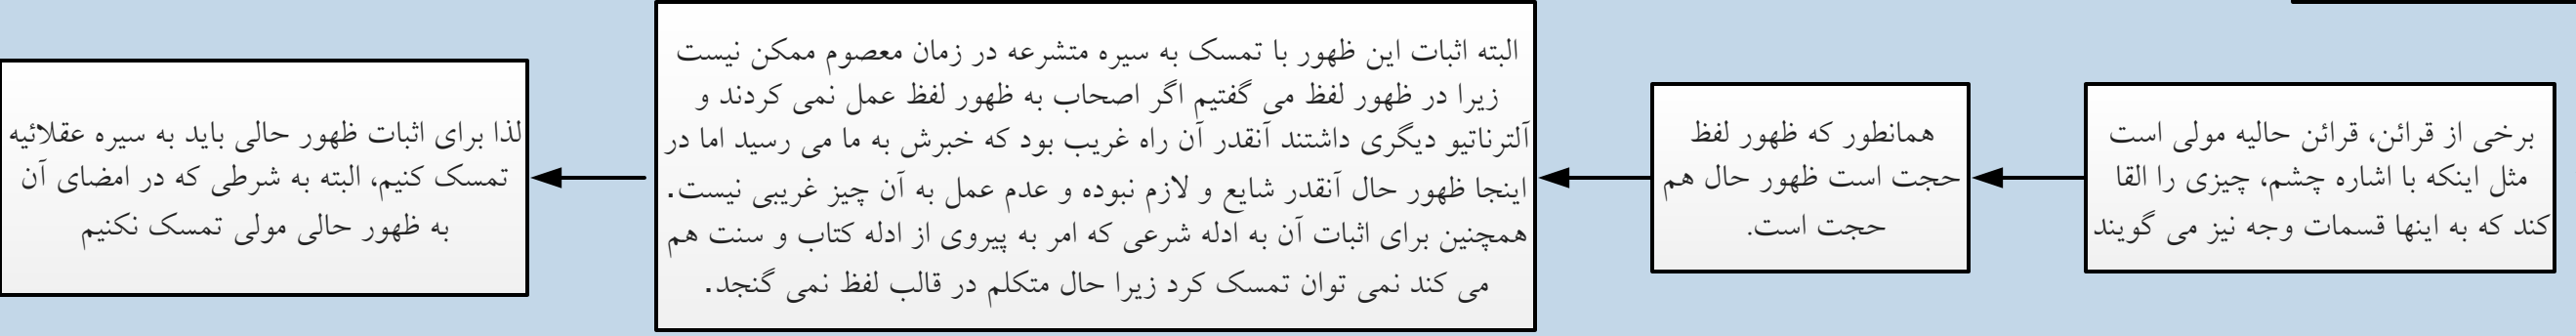 برخی از قرائن، قرائن حالیه مولی است
مثل اینکه با اشاره چشم، چیزی را القا
کند که به اینها قسمات وجه نیز می گویند
همانطور که ظهور لفظ
حجت است ظهور حال هم
حجت است.
البته اثبات این ظهور با تمسک به سیره متشرعه در زمان معصوم ممکن نیست
زیرا در ظهور لفظ می گفتیم اگر اصحاب به ظهور لفظ عمل نمی کردند و
آلترناتیو دیگری داشتند آنقدر آن راه غریب بود که خبرش به ما می رسید اما در
اینجا ظهور حال آنقدر شایع و لازم نبوده و عدم عمل به آن چیز غریبی نیست.
همچنین برای اثبات آن به ادله شرعی که امر به پیروی از ادله کتاب و سنت هم
می کند نمی توان تمسک کرد زیرا حال متکلم در قالب لفظ نمی گنجد.
لذا برای اثبات ظهور حالی باید به سیره عقلائیه
تمسک کنیم، البته به شرطی که در امضای آن
به ظهور حالی مولی تمسک نکنیم